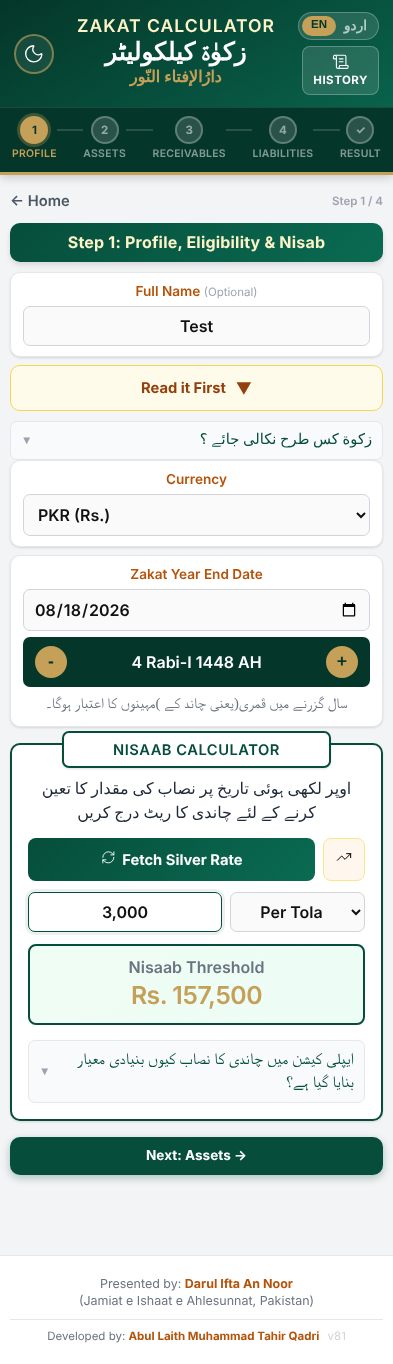 ZAKAT CALCULATOR
زکوٰۃ کیلکولیٹر
دارُالإفتاء النّور
EN اردو
HISTORY
1 2 3 4 ✓
PROFILE ASSETS RECEIVABLES LIABILITIES RESULT
← Home
Step 1 / 4
Step 1: Profile, Eligibility & Nisab
Full Name (Optional)
Test
Read it First ▼
زکوۃ کس طرح نکالی جائے ؟ ▼
Currency
PKR (Rs.)
Zakat Year End Date
08/18/2026
- 4 Rabi-I 1448 AH +
سال گزرنے میں قمری(یعنی چاند کے )مہینوں کا اعتبار ہوگا۔
NISAAB CALCULATOR
اوپر لکھی ہوئی تاریخ پر نصاب کی مقدار کا تعین
کرنے کے لئے چاندی کا ریٹ درج کریں
Fetch Silver Rate
3,000 Per Tola
Nisaab Threshold
Rs. 157,500
ایپلی کیشن میں چاندی کا نصاب کیوں بنیادی معیار
بنایا گیا ہے؟ ▼
Next: Assets →
Presented by: Darul Ifta An Noor
(Jamiat e Ishaat e Ahlesunnat, Pakistan)
Developed by: Abul Laith Muhammad Tahir Qadri v81